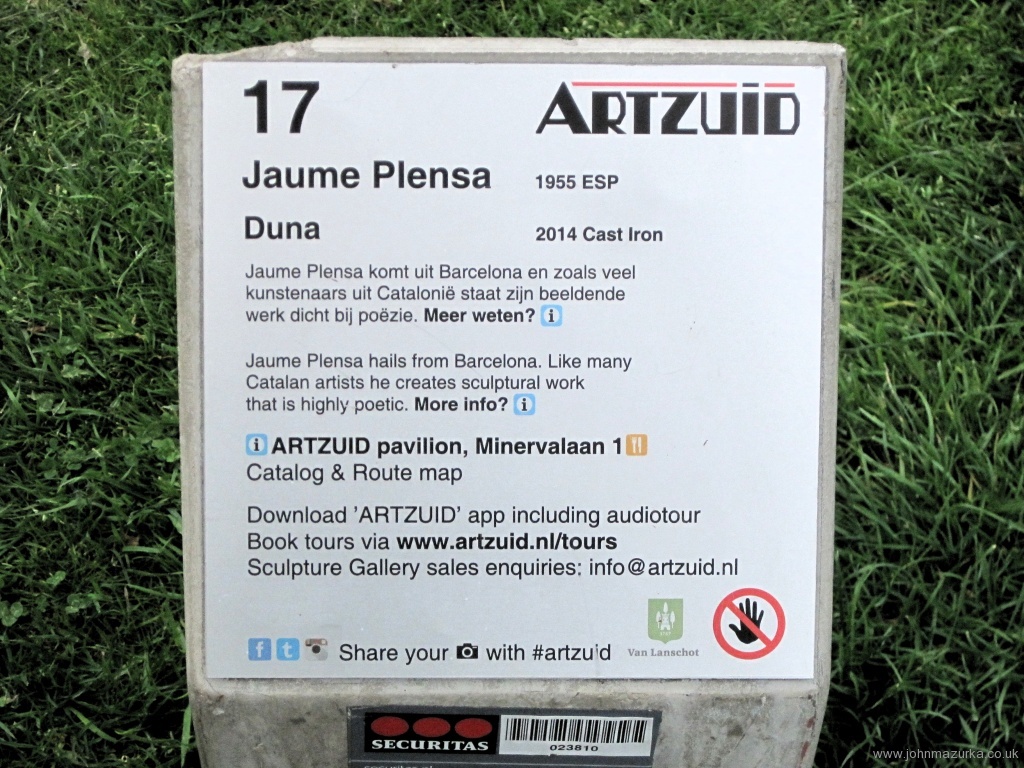 17
ARTZUID
Jaume Plensa
1955 ESP
Duna
2014 Cast Iron
Jaume Plensa komt uit Barcelona en zoals veel
kunstenaars uit Catalonië staat zijn beeldende
werk dicht bij poëzie. Meer weten? i
Jaume Plensa hails from Barcelona. Like many
Catalan artists he creates sculptural work
that is highly poetic. More info? i
i ARTZUID pavilion, Minervalaan 1
Catalog & Route map
Download 'ARTZUID' app including audiotour
Book tours via www.artzuid.nl/tours
Sculpture Gallery sales enquiries: info@artzuid.nl
f t Share your with #artzuid
Van Lanschot
SECURITAS
023810
www.johnmazurka.co.uk